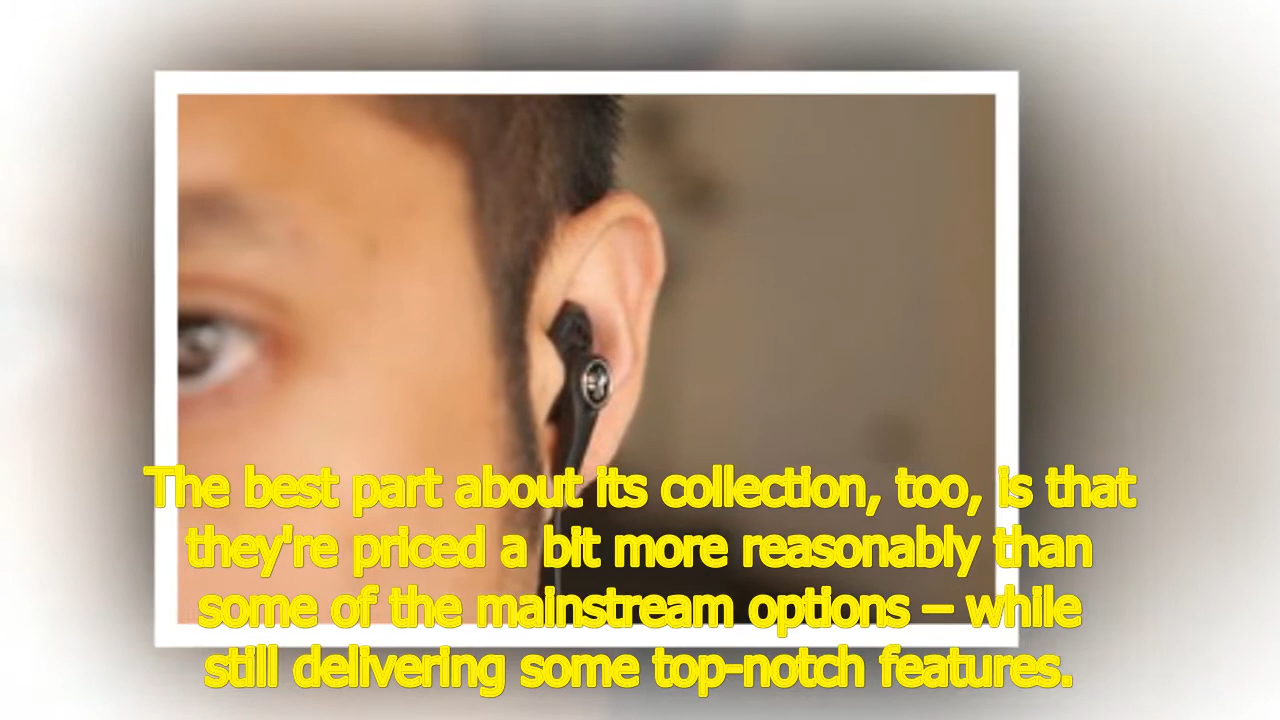 The best part about its collection, too, is that
they're priced a bit more reasonably than
some of the mainstream options – while
still delivering some top-notch features.